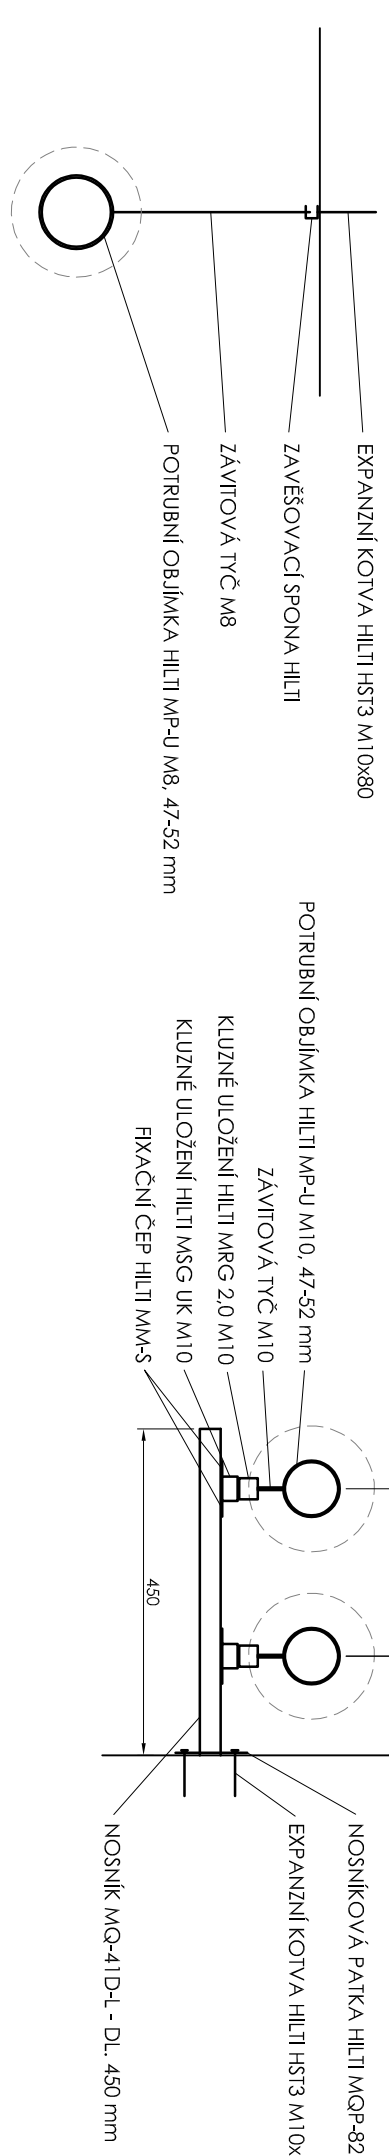 EXPANZNÍ KOTVA HILTI HST3 M10x80
ZAVĚŠOVACÍ SPONA HILTI
ZÁVITOVÁ TYČ M8
POTRUBNÍ OBJÍMKA HILTI MP-U M8, 47-52 mm
POTRUBNÍ OBJÍMKA HILTI MP-U M10, 47-52 mm
ZÁVITOVÁ TYČ M10
KLUZNÉ ULOŽENÍ HILTI MRG 2,0 M10
KLUZNÉ ULOŽENÍ HILTI MSG UK M10
FIXAČNÍ ČEP HILTI MM-S
450
NOSNÍKOVÁ PATKA HILTI MQP-82
EXPANZNÍ KOTVA HILTI HST3 M10x
NOSNÍK MQ-41D-L - DL. 450 mm